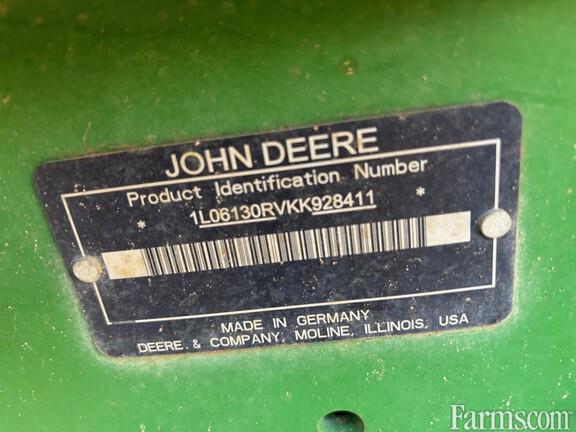 JOHN DEERE
Product Identification Number
* 1L06130RVKK928411 *
MADE IN GERMANY
DEERE & COMPANY, MOLINE, ILLINOIS, USA
Farms.com